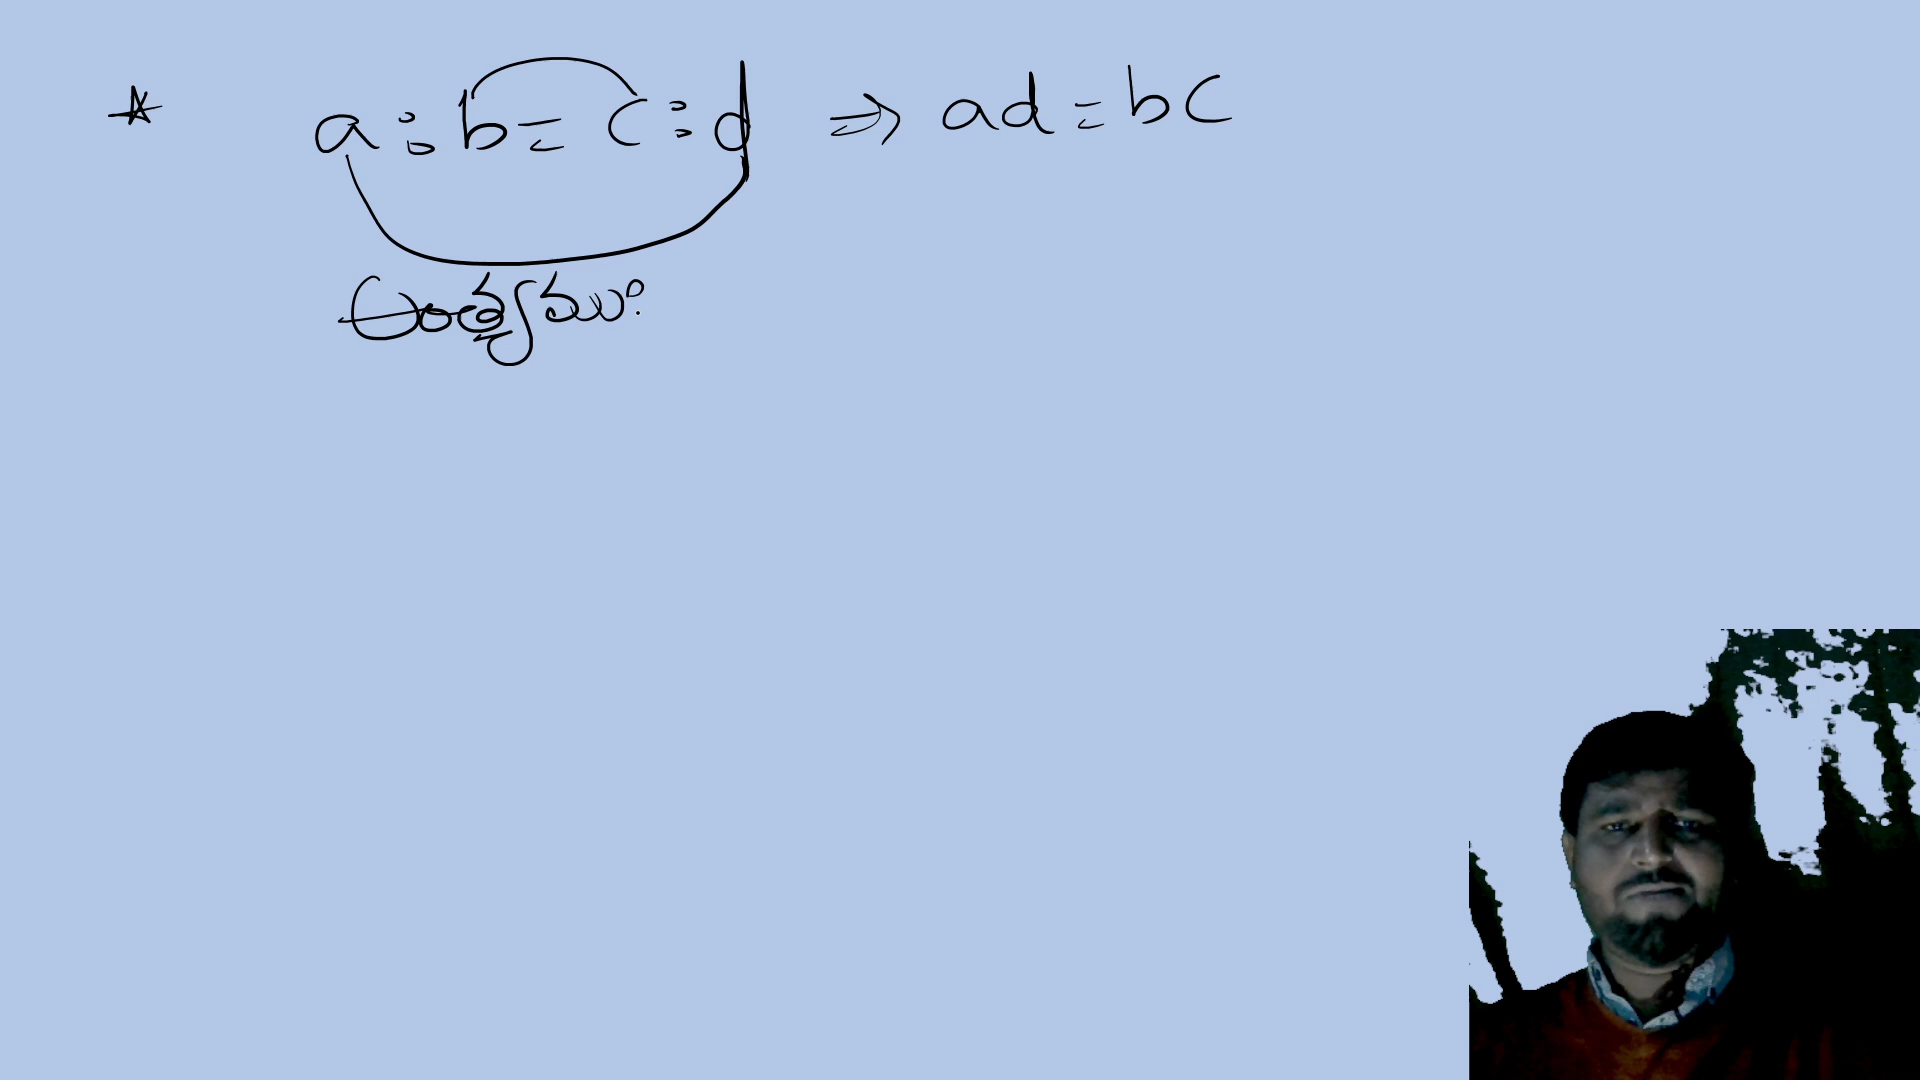 * a : b = c : d ⇒ ad = bc
అంత్యము